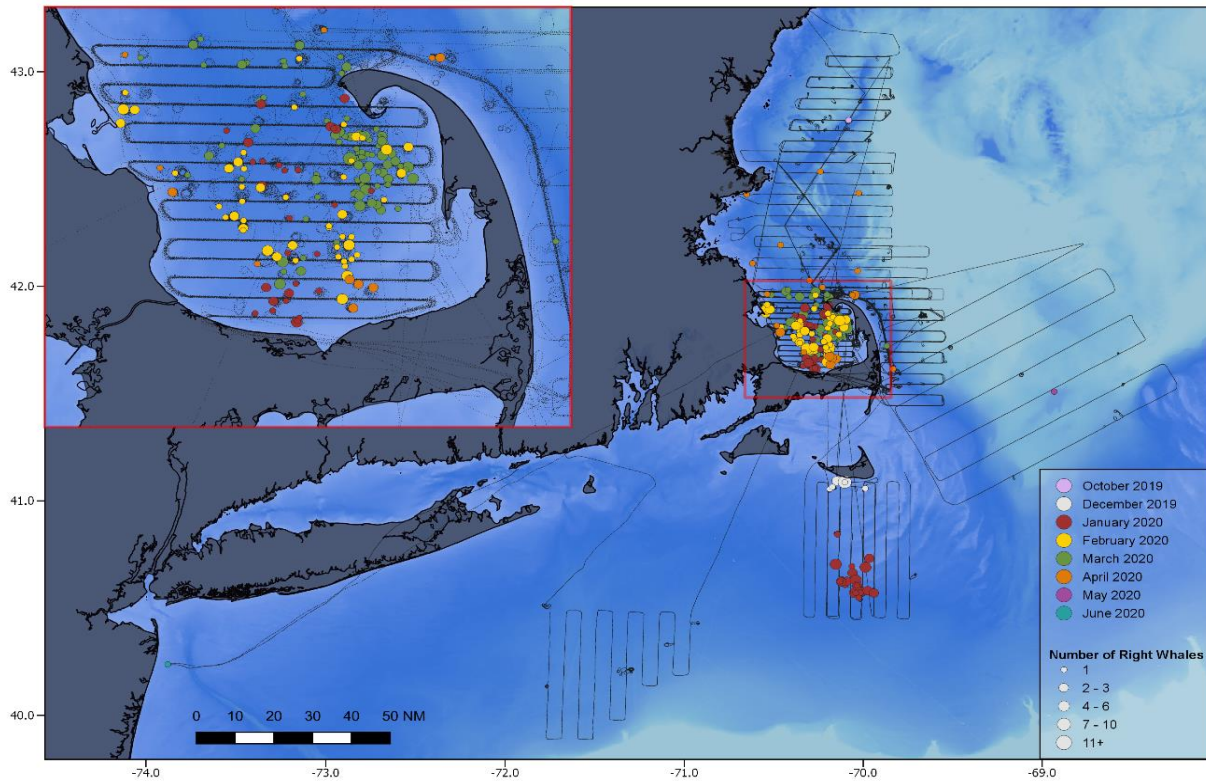 43.0
42.0
41.0
40.0
October 2019
December 2019
January 2020
February 2020
March 2020
April 2020
May 2020
June 2020
Number of Right Whales
1
2 - 3
4 - 6
7 - 10
11+
0 10 20 30 40 50 NM
-74.0 -73.0 -72.0 -71.0 -70.0 -69.0